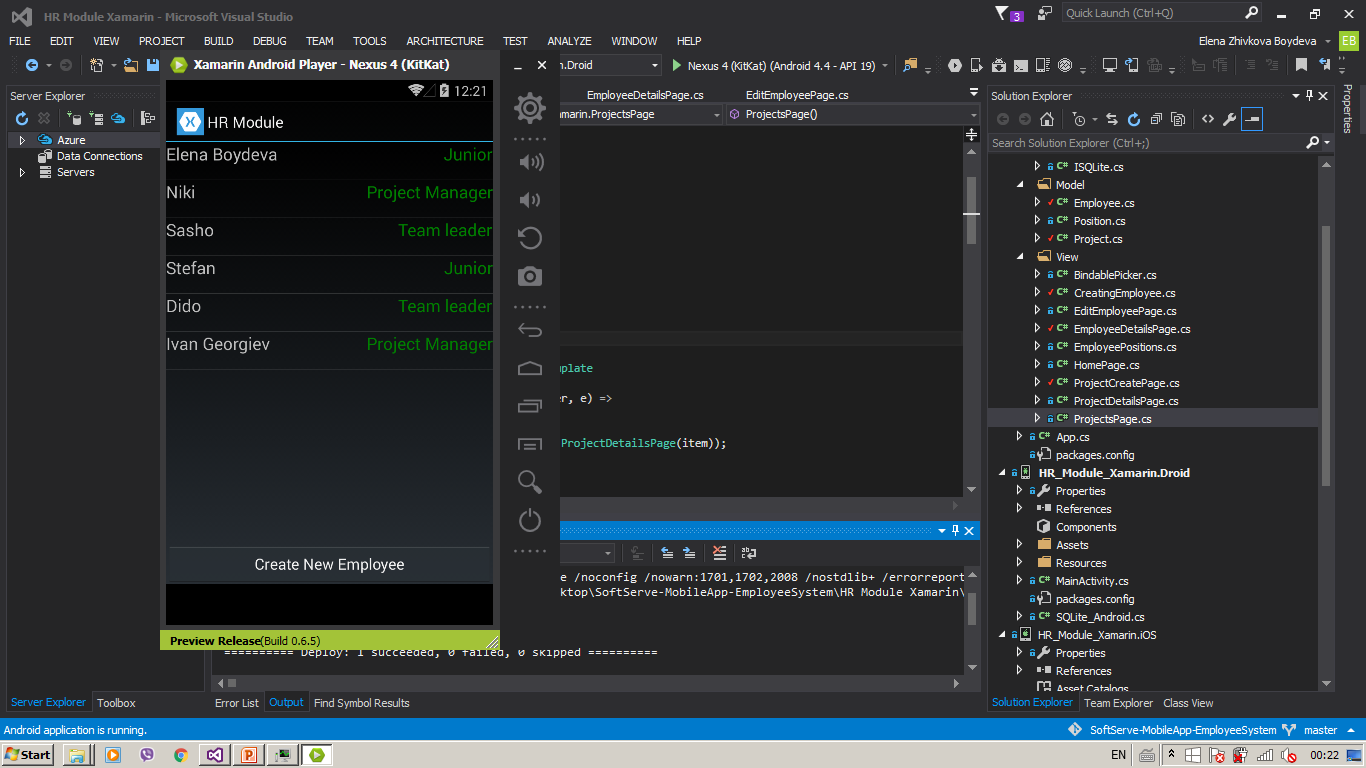 HR Module Xamarin - Microsoft Visual Studio
3
Quick Launch (Ctrl+Q)
FILE EDIT VIEW PROJECT BUILD DEBUG TEAM TOOLS ARCHITECTURE TEST ANALYZE WINDOW HELP
Elena Zhivkova Boydeva EB
Xamarin Android Player - Nexus 4 (KitKat)
n.Droid
Nexus 4 (KitKat) (Android 4.4 - API 19)
Server Explorer
Azure
Data Connections
Servers
12:21
HR Module
Elena Boydeva Junior
Niki Project Manager
Sasho Team leader
Stefan Junior
Dido Team leader
Ivan Georgiev Project Manager
Create New Employee
Preview Release(Build 0.6.5)
EmployeeDetailsPage.cs EditEmployeePage.cs
amarin.ProjectsPage ProjectsPage()
mplate
er, e) =>
ProjectDetailsPage(item));
e /noconfig /nowarn:1701,1702,2008 /nostdlib+ /errorreport
ktop\SoftServe-MobileApp-EmployeeSystem\HR Module Xamarin\
========== Deploy: 1 succeeded, 0 failed, 0 skipped ==========
Server Explorer Toolbox
Error List Output Find Symbol Results
Solution Explorer
Search Solution Explorer (Ctrl+;)
ISQLite.cs
Model
Employee.cs
Position.cs
Project.cs
View
BindablePicker.cs
CreatingEmployee.cs
EditEmployeePage.cs
EmployeeDetailsPage.cs
EmployeePositions.cs
HomePage.cs
ProjectCreatePage.cs
ProjectDetailsPage.cs
ProjectsPage.cs
App.cs
packages.config
HR_Module_Xamarin.Droid
Properties
References
Components
Assets
Resources
MainActivity.cs
packages.config
SQLite_Android.cs
HR_Module_Xamarin.iOS
Properties
References
Asset Catalogs
Solution Explorer Team Explorer Class View
Properties
Android application is running.
SoftServe-MobileApp-EmployeeSystem master
Start
EN
00:22